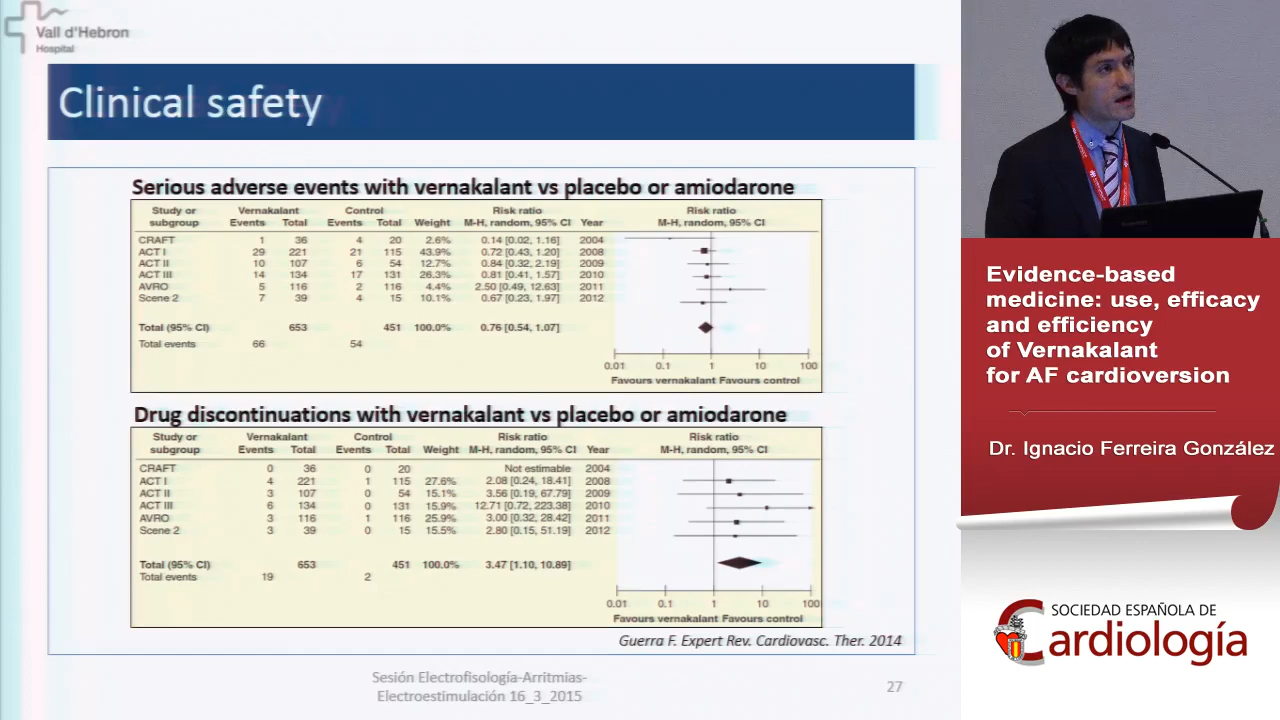 Vall d'Hebron
Hospital
Clinical safety
Serious adverse events with vernakalant vs placebo or amiodarone
Study or Vernakalant Control Risk ratio Risk ratio
subgroup Events Total Events Total Weight M-H, random, 95% CI Year M-H, random, 95% CI
CRAFT 1 36 4 20 2.6% 0.14 [0.02, 1.16] 2004
ACT I 29 221 21 115 43.9% 0.72 [0.43, 1.20] 2008
ACT II 10 107 6 54 12.7% 0.84 [0.32, 2.19] 2009
ACT III 14 134 17 131 26.3% 0.81 [0.41, 1.57] 2010
AVRO 5 116 2 116 4.4% 2.50 [0.49, 12.63] 2011
Scene 2 7 39 4 15 10.1% 0.67 [0.23, 1.97] 2012
Total (95% CI) 653 451 100.0% 0.76 [0.54, 1.07]
Total events 66 54
0.01 0.1 1 10 100
Favours vernakalant Favours control
Drug discontinuations with vernakalant vs placebo or amiodarone
Study or Vernakalant Control Risk ratio Risk ratio
subgroup Events Total Events Total Weight M-H, random, 95% CI Year M-H, random, 95% CI
CRAFT 0 36 0 20 Not estimable 2004
ACT I 4 221 1 115 27.6% 2.08 [0.24, 18.41] 2008
ACT II 3 107 0 54 15.1% 3.56 [0.19, 67.79] 2009
ACT III 6 134 0 131 15.9% 12.71 [0.72, 223.38] 2010
AVRO 3 116 1 116 25.9% 3.00 [0.32, 28.42] 2011
Scene 2 3 39 0 15 15.5% 2.80 [0.15, 51.19] 2012
Total (95% CI) 653 451 100.0% 3.47 [1.10, 10.89]
Total events 19 2
0.01 0.1 1 10 100
Favours vernakalant Favours control
Guerra F. Expert Rev. Cardiovasc. Ther. 2014
Sesión Electrofisología-Arritmias-
Electroestimulación 16_3_2015
27
Evidence-based
medicine: use, efficacy
and efficiency
of Vernakalant
for AF cardioversion
Dr. Ignacio Ferreira González
SOCIEDAD ESPAÑOLA DE
Cardiología